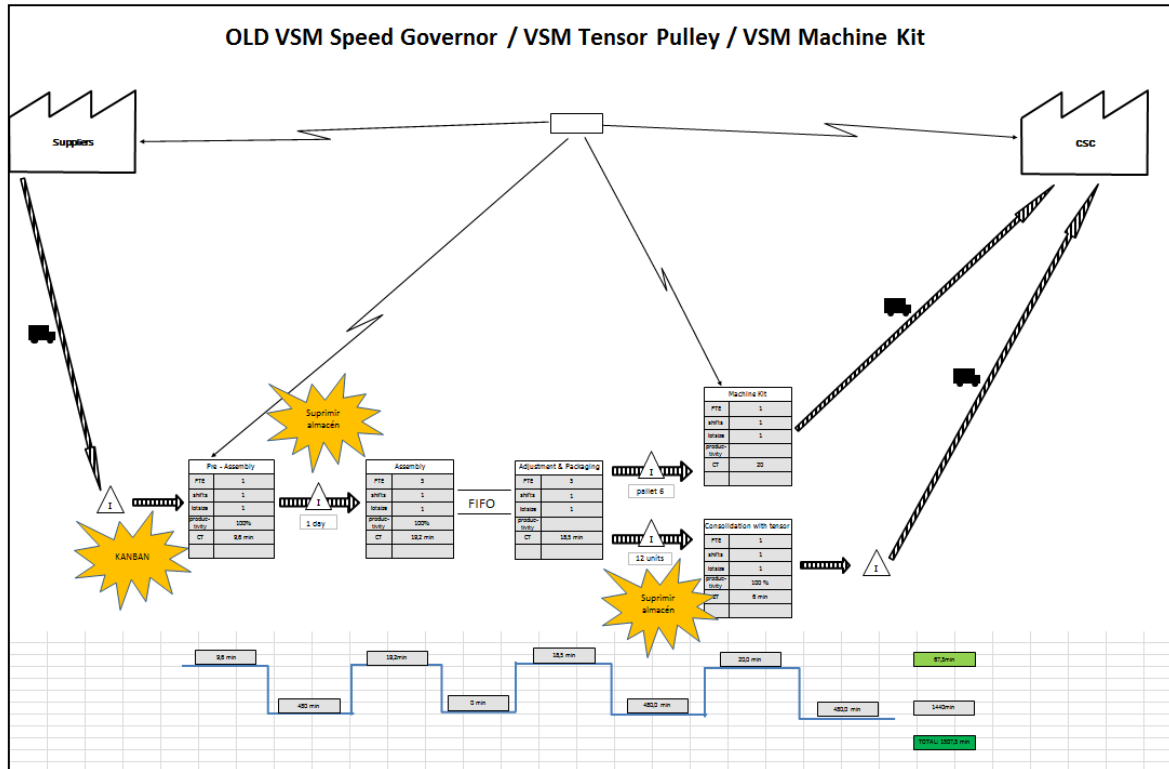 OLD VSM Speed Governor / VSM Tensor Pulley / VSM Machine Kit
Suppliers
CSC
Suprimir
almacén
Machine Kit
FTE 1
shifts 1
lotsize 1
produc-
tivity
CT 20
Pre - Assembly
FTE 1
shifts 1
lotsize 1
produc-
tivity 100%
CT 9,6 min
Assembly
FTE 3
shifts 1
lotsize 1
produc-
tivity 100%
CT 19,2 min
Adjustment & Packaging
FTE 3
shifts 1
lotsize 1
produc-
tivity
CT 18,5 min
I
I
I
pallet 6
1 day
FIFO
KANBAN
I
12 units
Suprimir
almacén
Consolidation with tensor
FTE 1
shifts 1
lotsize 1
produc-
tivity 100 %
CT 6 min
I
9,6 min
19,2min
18,5 min
20,0 min
67,3min
480 min
0 min
480,0 min
480,0 min
1440min
TOTAL: 1507,3 min